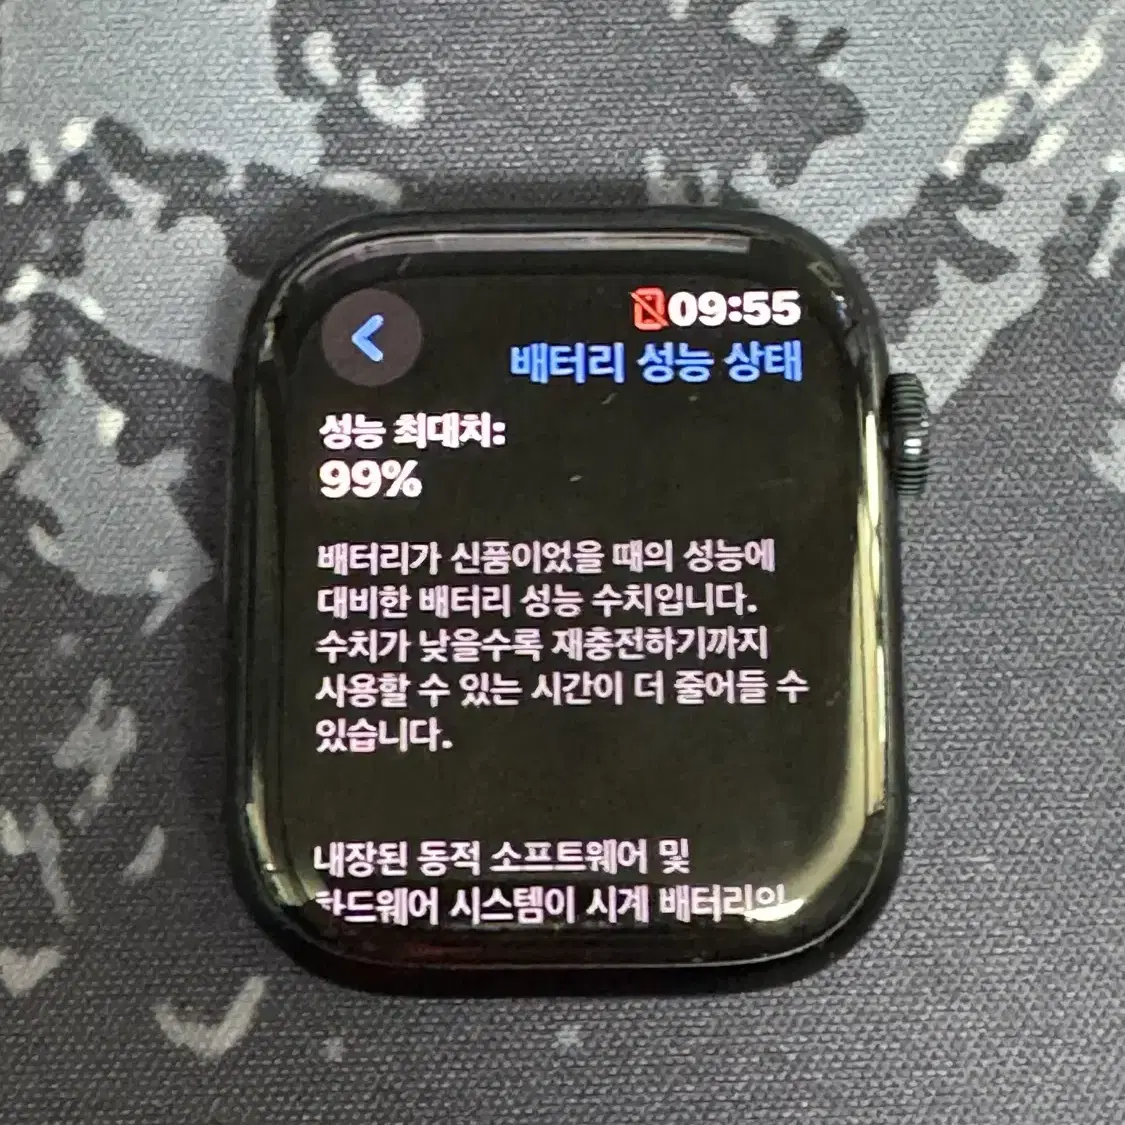 09:55
배터리 성능 상태
성능 최대치:
99%
배터리가 신품이었을 때의 성능에
대비한 배터리 성능 수치입니다.
수치가 낮을수록 재충전하기까지
사용할 수 있는 시간이 더 줄어들 수
있습니다.
내장된 동적 소프트웨어 및
하드웨어 시스템이 시계 배터리의